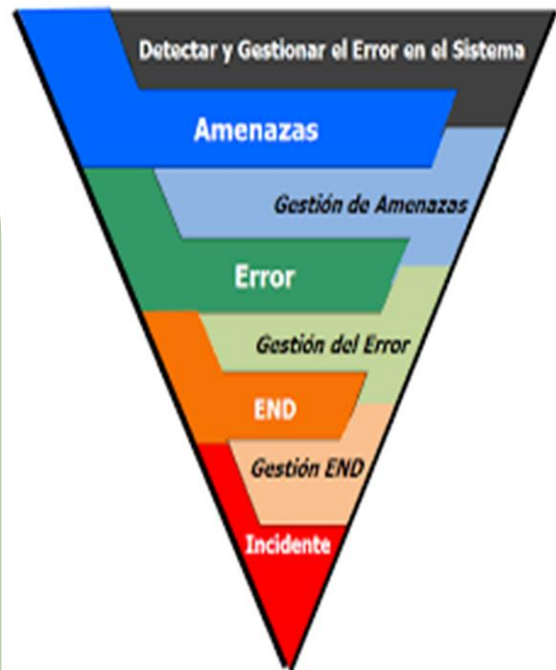 Detectar y Gestionar el Error en el Sistema
Amenazas
Gestión de Amenazas
Error
Gestión del Error
END
Gestión END
Incidente